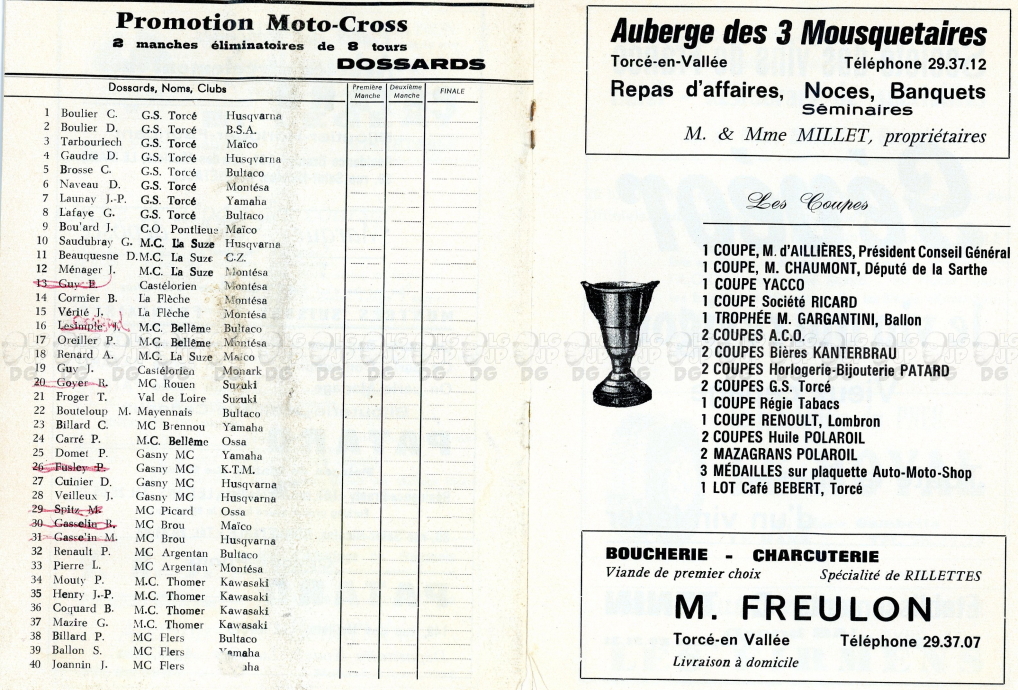 Promotion Moto-Cross
2 manches éliminatoires de 8 tours
DOSSARDS
Dossards, Noms, Clubs Première Manche Deuxième Manche FINALE
1 Boulier C. G.S. Torcé Husqvarna
2 Boulier D. G.S. Torcé B.S.A.
3 Tarbouriech G.S. Torcé Maïco
4 Gaudre D. G.S. Torcé Husqvarna
5 Brosse C. G.S. Torcé Bultaco
6 Naveau D. G.S. Torcé Montésa
7 Launay J.-P. G.S. Torcé Yamaha
8 Lafaye G. G.S. Torcé Bultaco
9 Bou'ard J. C.O. Pontlieue Maïco
10 Saudubray G. M.C. La Suze Husqvarna
11 Beauquesne D. M.C. La Suze C.Z.
12 Ménager J. M.C. La Suze Montésa
13 Guy Castélorien Montésa
14 Cormier B. La Flèche Montésa
15 Vérité J. La Flèche Montésa
16 Lesimple J. M.C. Bellême Bultaco
17 Oreiller P. M.C. Bellême Montésa
18 Renard A. M.C. La Suze Maïco
19 Guy J. Castélorien Monark
20 Goyer R. MC Rouen Suzuki
21 Froger T. Val de Loire Suzuki
22 Bouteloup M. Mayennais Bultaco
23 Billard C. MC Brennou Yamaha
24 Carré P. M.C. Bellême Ossa
25 Domet P. Gasny MC Yamaha
26 Fusley P. Gasny MC K.T.M.
27 Cuinier D. Gasny MC Husqvarna
28 Veilleux J. Gasny MC Husqvarna
29 Spitz M. MC Picard Ossa
30 Gasselin R. MC Brou Maïco
31 Gasse'in M. MC Brou Husqvarna
32 Renault P. MC Argentan Bultaco
33 Pierre L. MC Argentan Montésa
34 Mouty P. M.C. Thomer Kawasaki
35 Henry J.-P. M.C. Thomer Kawasaki
36 Coquard B. M.C. Thomer Kawasaki
37 Mazire G. M.C. Thomer Kawasaki
38 Billard P. MC Flers Bultaco
39 Ballon S. MC Flers Yamaha
40 Joannin J. MC Flers
Auberge des 3 Mousquetaires
Torcé-en-Vallée Téléphone 29.37.12
Repas d'affaires, Noces, Banquets
Séminaires
M. & Mme MILLET, propriétaires
Les Coupes
1 COUPE, M. d'AILLIÈRES, Président Conseil Général
1 COUPE, M. CHAUMONT, Député de la Sarthe
1 COUPE YACCO
1 COUPE Société RICARD
1 TROPHÉE M. GARGANTINI, Ballon
2 COUPES A.C.O.
2 COUPES Bières KANTERBRAU
2 COUPES Horlogerie-Bijouterie PATARD
2 COUPES G.S. Torcé
1 COUPE Régie Tabacs
1 COUPE RENOULT, Lombron
2 COUPES Huile POLAROIL
2 MAZAGRANS POLAROIL
3 MÉDAILLES sur plaquette Auto-Moto-Shop
1 LOT Café BEBERT, Torcé
BOUCHERIE - CHARCUTERIE
Viande de premier choix Spécialité de RILLETTES
M. FREULON
Torcé-en Vallée Téléphone 29.37.07
Livraison à domicile